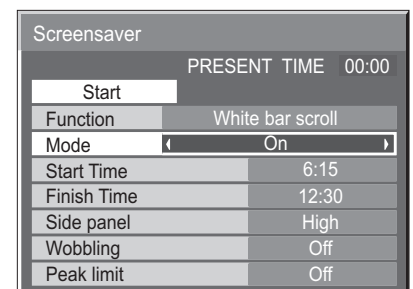 Screensaver
PRESENT TIME 00:00
Start
Function White bar scroll
Mode On
Start Time 6:15
Finish Time 12:30
Side panel High
Wobbling Off
Peak limit Off